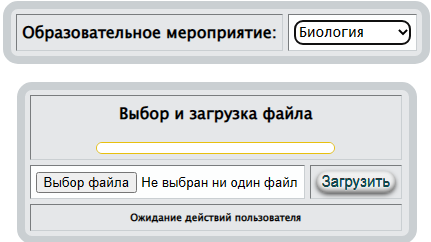 Образовательное мероприятие: Биология
Выбор и загрузка файла
Выбор файла Не выбран ни один файл Загрузить
Ожидание действий пользователя